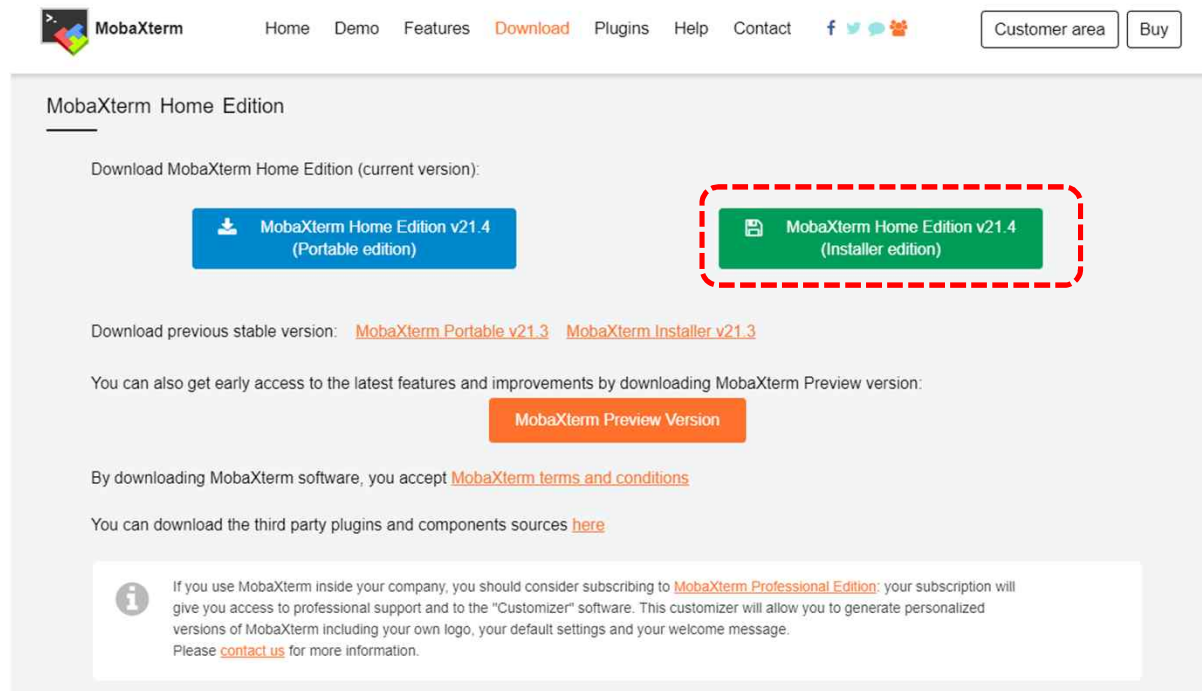 MobaXterm Home Demo Features Download Plugins Help Contact Customer area Buy
MobaXterm Home Edition
Download MobaXterm Home Edition (current version):
MobaXterm Home Edition v21.4
(Portable edition)
MobaXterm Home Edition v21.4
(Installer edition)
Download previous stable version: MobaXterm Portable v21.3 MobaXterm Installer v21.3
You can also get early access to the latest features and improvements by downloading MobaXterm Preview version:
MobaXterm Preview Version
By downloading MobaXterm software, you accept MobaXterm terms and conditions
You can download the third party plugins and components sources here
If you use MobaXterm inside your company, you should consider subscribing to MobaXterm Professional Edition: your subscription will
give you access to professional support and to the "Customizer" software. This customizer will allow you to generate personalized
versions of MobaXterm including your own logo, your default settings and your welcome message.
Please contact us for more information.